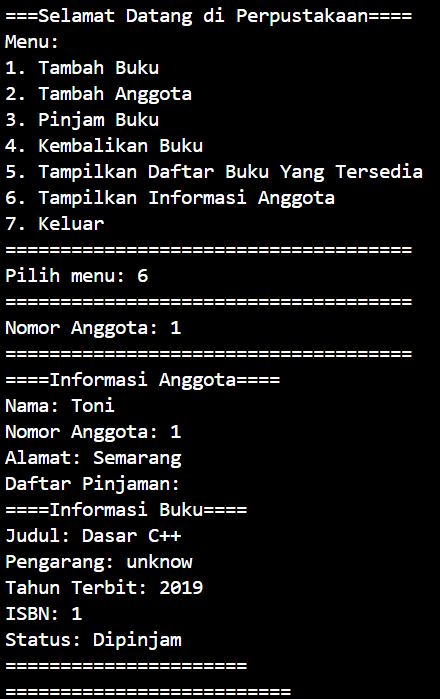 ===Selamat Datang di Perpustakaan====
Menu:
1. Tambah Buku
2. Tambah Anggota
3. Pinjam Buku
4. Kembalikan Buku
5. Tampilkan Daftar Buku Yang Tersedia
6. Tampilkan Informasi Anggota
7. Keluar
=====================================
Pilih menu: 6
=====================================
Nomor Anggota: 1
=====================================
====Informasi Anggota====
Nama: Toni
Nomor Anggota: 1
Alamat: Semarang
Daftar Pinjaman:
====Informasi Buku====
Judul: Dasar C++
Pengarang: unknow
Tahun Terbit: 2019
ISBN: 1
Status: Dipinjam
======================
==========================